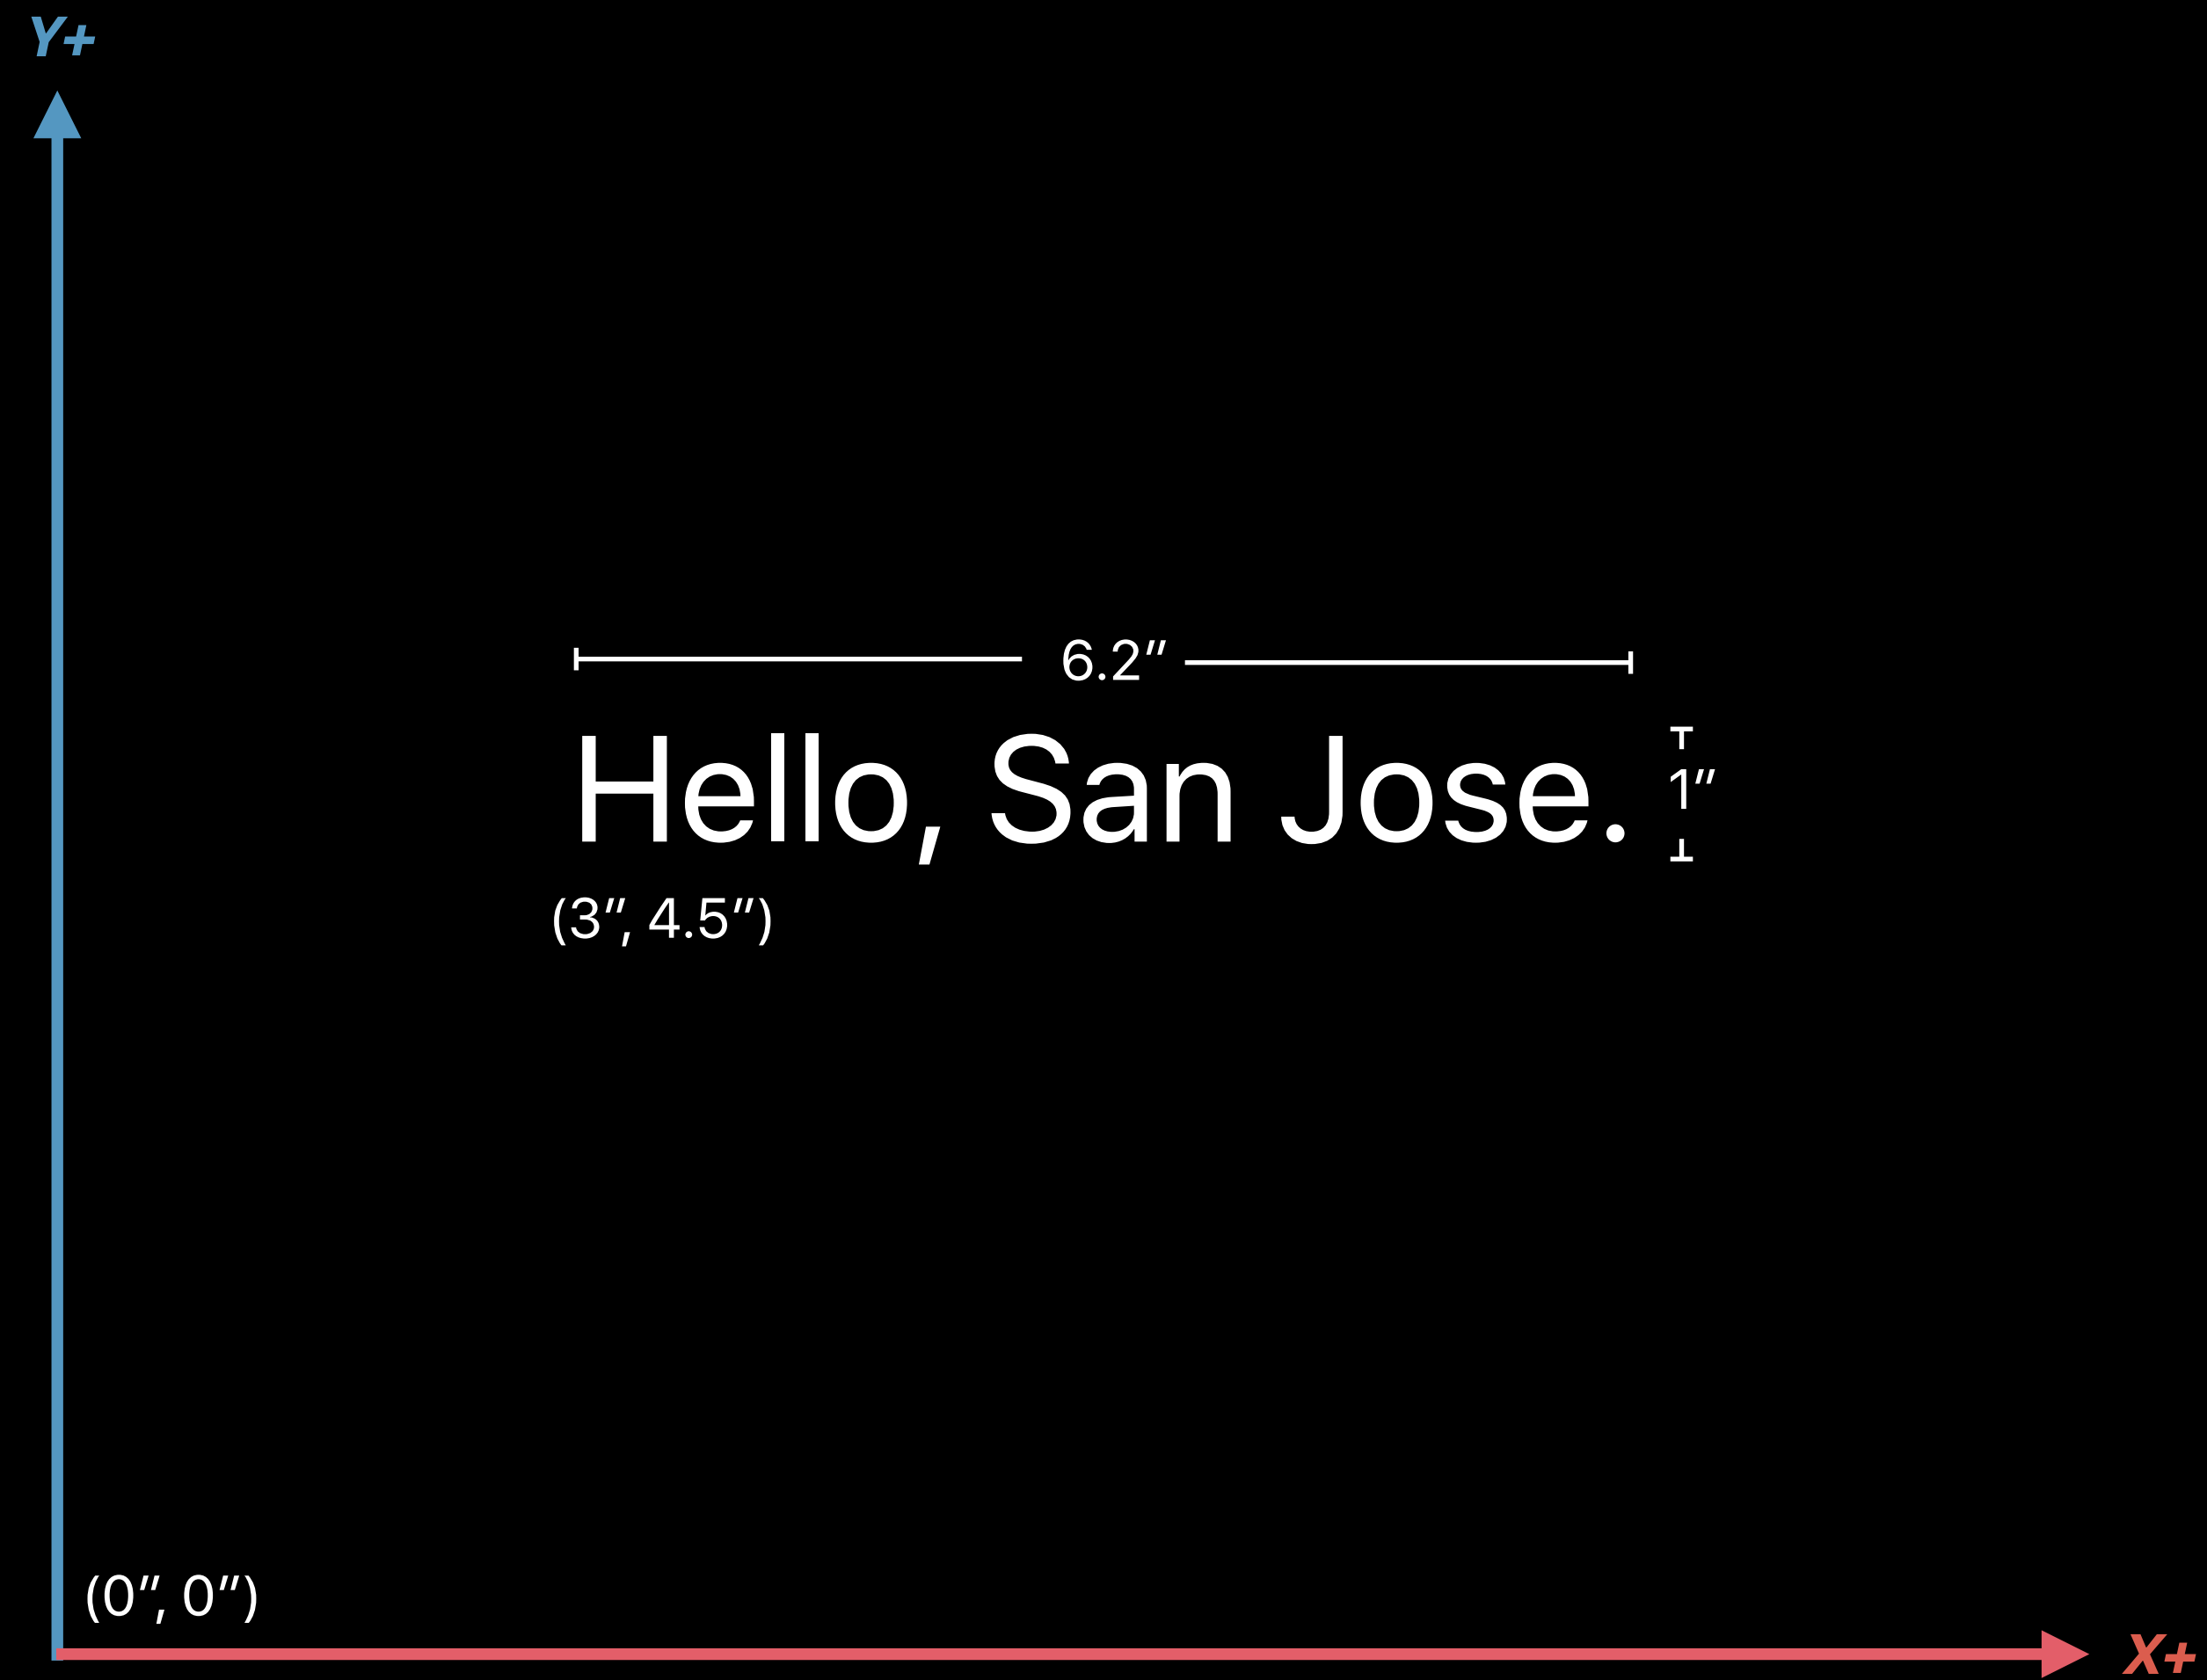 Y+
6.2”
Hello, San Jose.
1”
(3”, 4.5”)
(0”, 0”)
X+